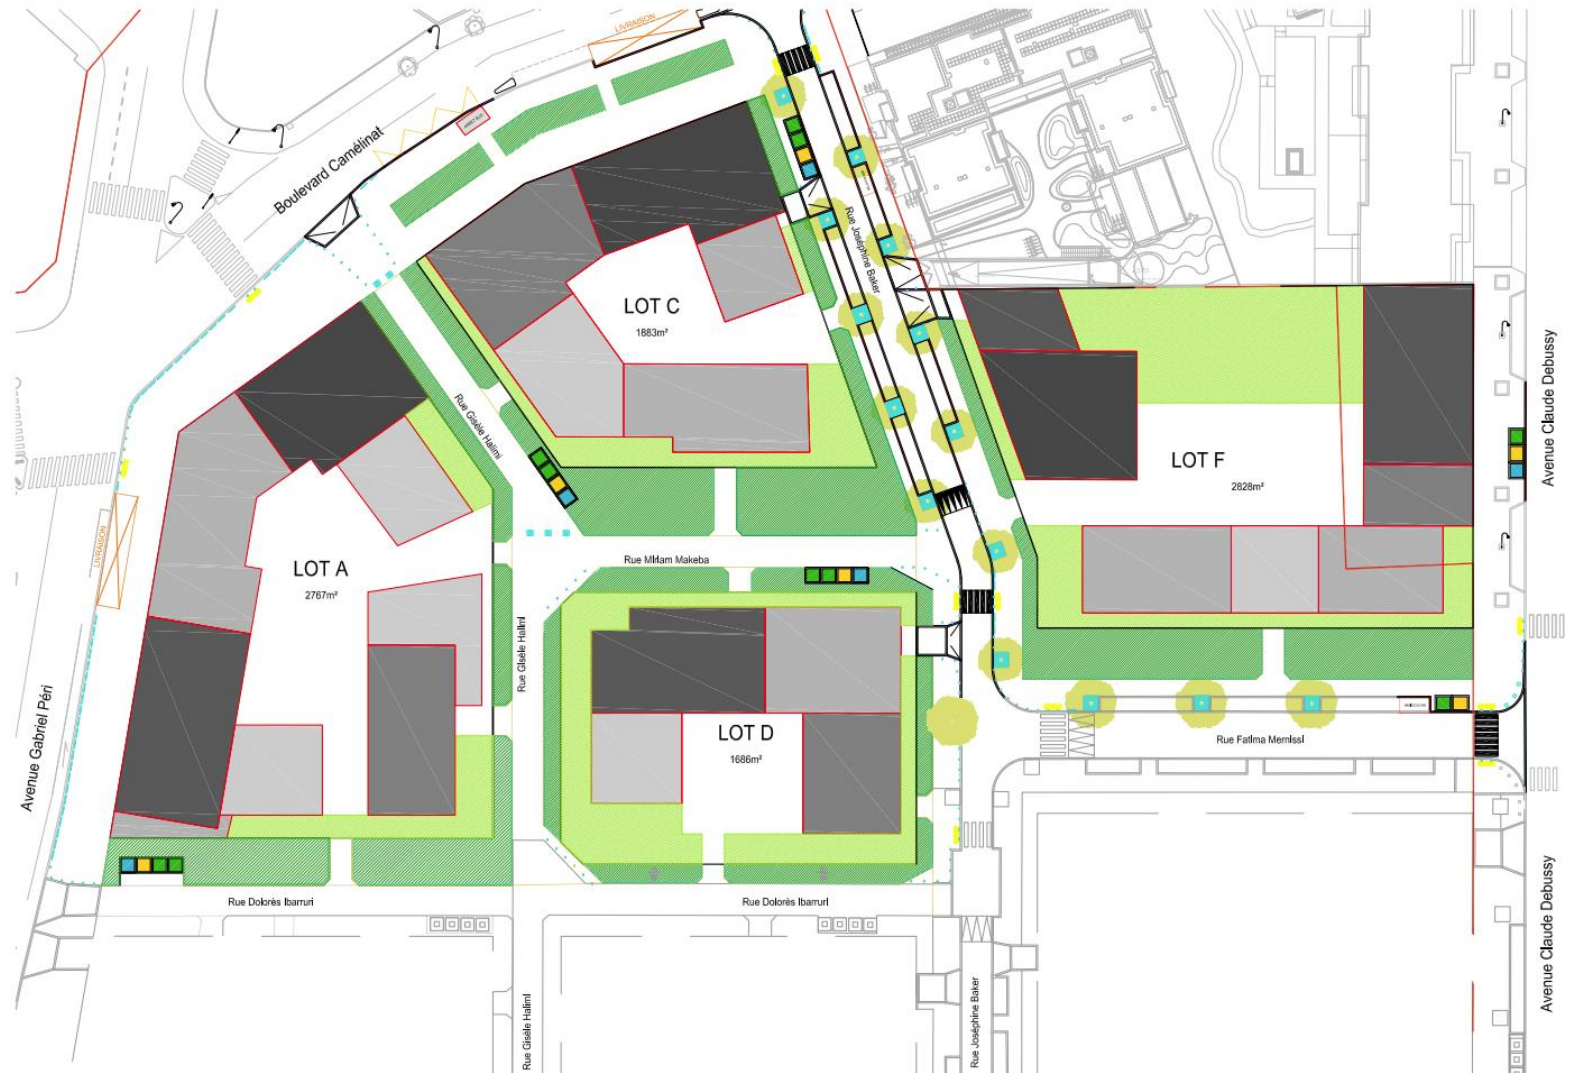 LIVRAISON
Boulevard Camélinat
Rue Joséphine Baker
LOT C
1883m²
Rue Gisèle Halimi
Avenue Claude Debussy
LOT F
2828m²
LIVRAISON
Rue Miriam Makeba
LOT A
2767m²
Rue Gisèle Halimi
Avenue Gabriel Péri
LOT D
1686m²
Rue Fatima Mernissi
Rue Dolorès Ibarruri
Rue Dolorès Ibarruri
Avenue Claude Debussy
Rue Gisèle Halimi
Rue Joséphine Baker